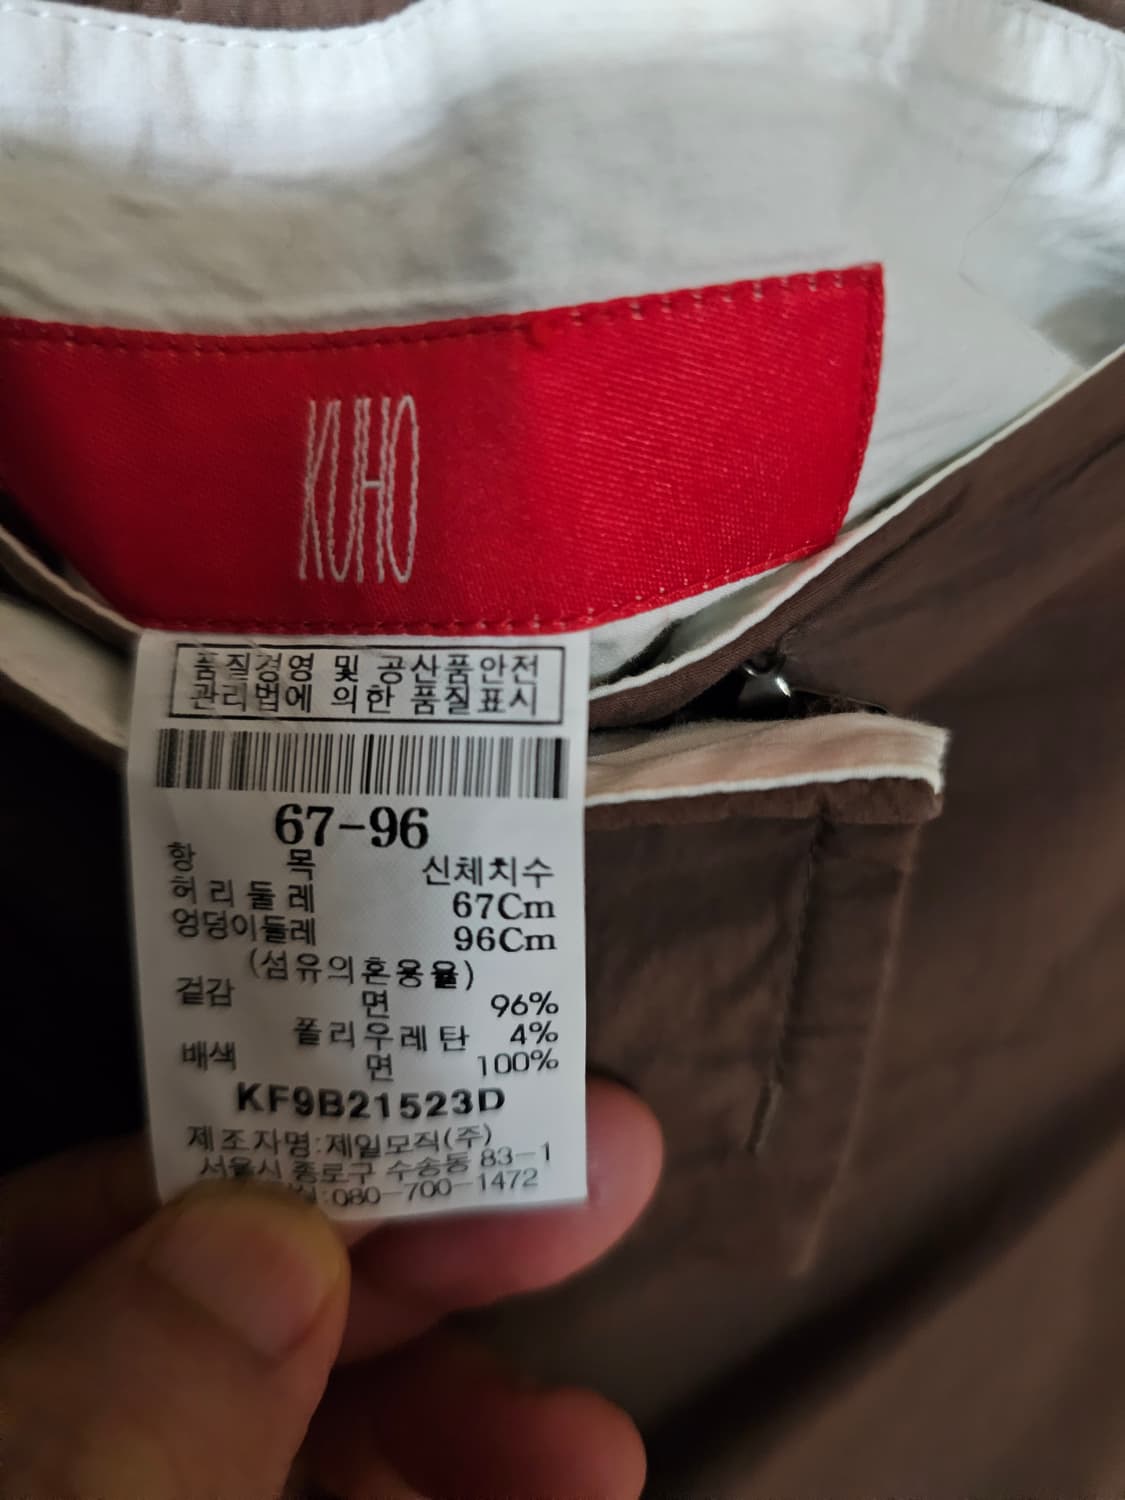 KUHO
품질경영 및 공산품안전
관리법에 의한 품질표시
67-96
항 목 신체치수
허리둘레 67Cm
엉덩이둘레 96Cm
(섬유의혼용율)
겉감 면 96%
폴리우레탄 4%
배색 면 100%
KF9B21523D
제조자명:제일모직(주)
서울시 종로구 수송동 83-1
:080-700-1472